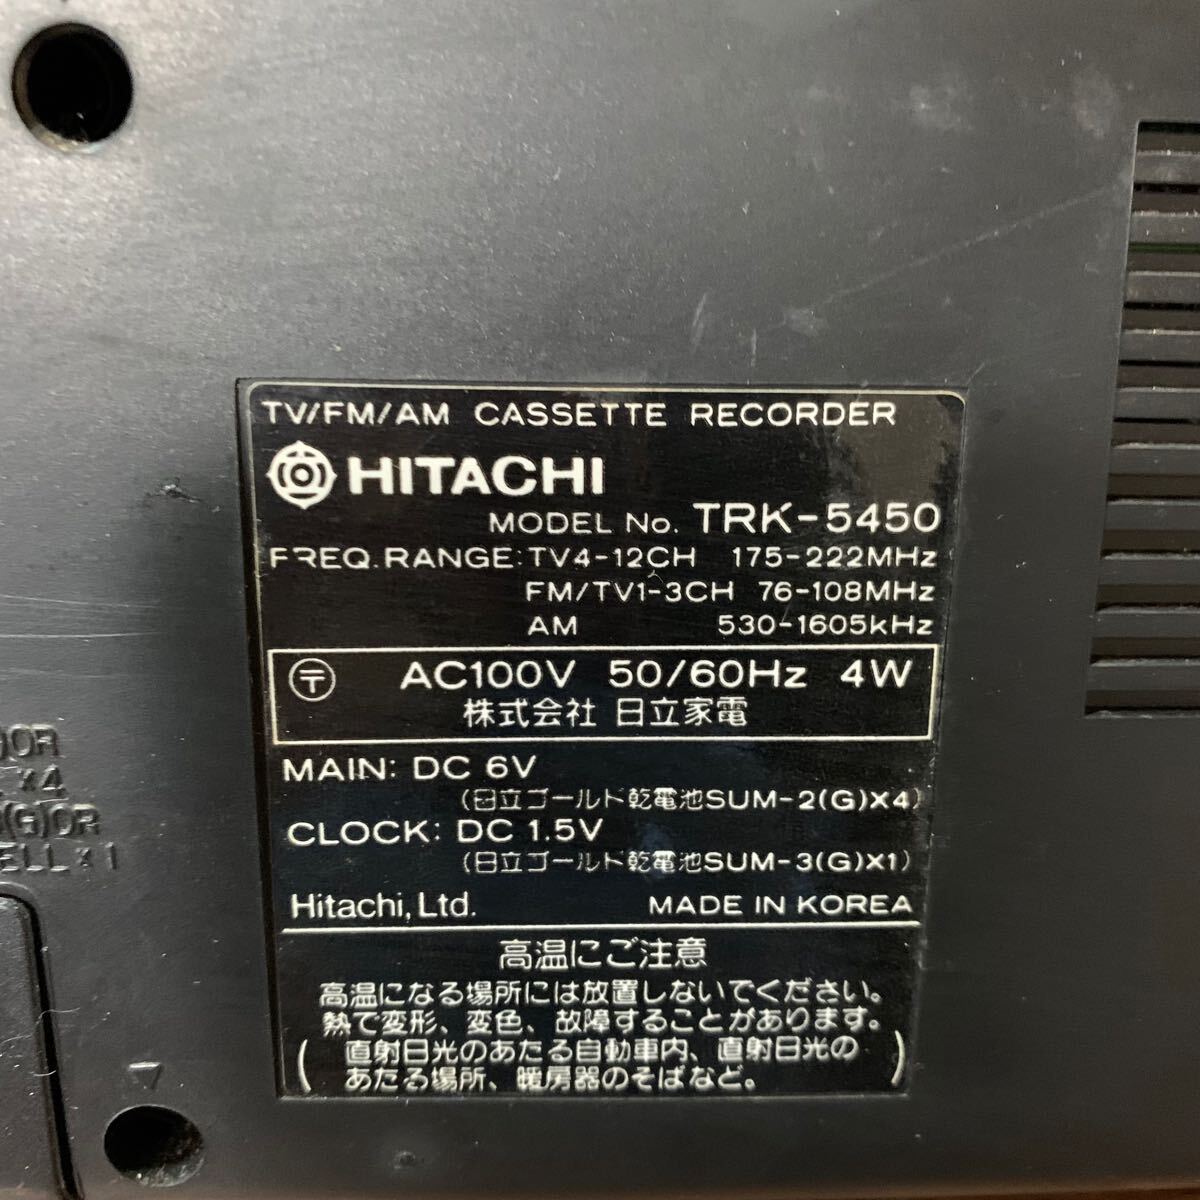 TV/FM/AM CASSETTE RECORDER
HITACHI
MODEL No. TRK-5450
FREQ.RANGE: TV4-12CH 175-222MHz
FM/TV1-3CH 76-108MHz
AM 530-1605kHz
〒 AC100V 50/60Hz 4W
株式会社 日立家電
MAIN: DC 6V
(日立ゴールド乾電池SUM-2(G)X4)
CLOCK: DC 1.5V
(日立ゴールド乾電池SUM-3(G)X1)
Hitachi, Ltd. MADE IN KOREA
高温にご注意
高温になる場所には放置しないでください。
熱で変形、変色、故障することがあります。
(直射日光のあたる自動車内、直射日光の
あたる場所、暖房器のそばなど。)
)OR
X4
(G)OR
ELL X 1